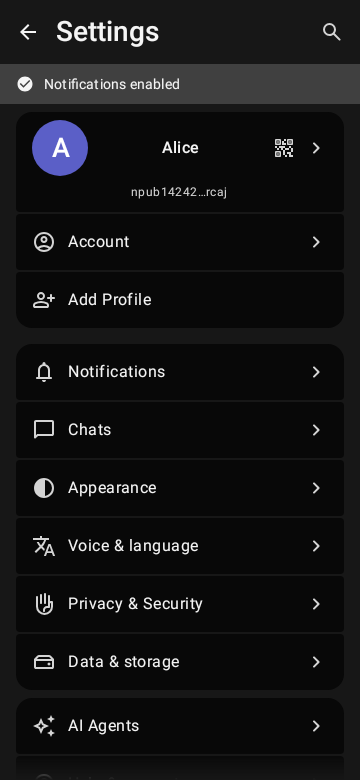 Settings
Notifications enabled
A
Alice
npub14242…rcaj
Account
Add Profile
Notifications
Chats
Appearance
Voice & language
Privacy & Security
Data & storage
AI Agents